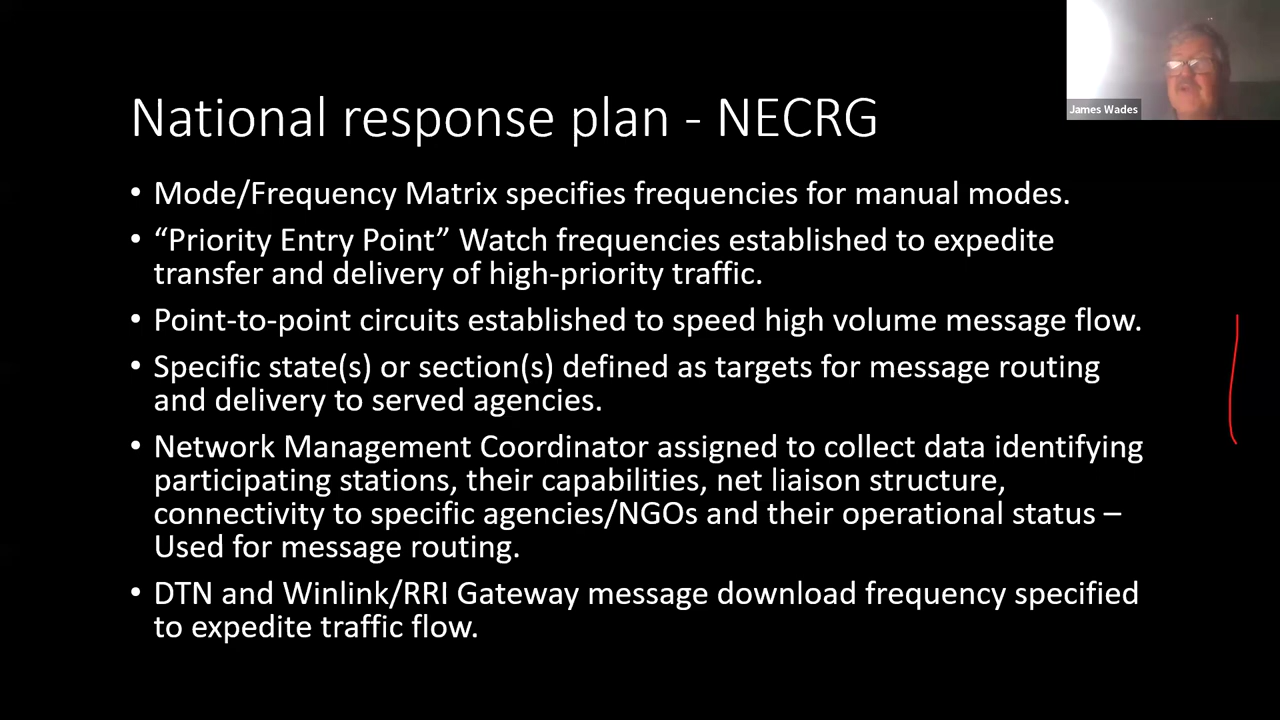 James Wades
National response plan - NECRG
• Mode/Frequency Matrix specifies frequencies for manual modes.
• “Priority Entry Point” Watch frequencies established to expedite
transfer and delivery of high-priority traffic.
• Point-to-point circuits established to speed high volume message flow.
• Specific state(s) or section(s) defined as targets for message routing
and delivery to served agencies.
• Network Management Coordinator assigned to collect data identifying
participating stations, their capabilities, net liaison structure,
connectivity to specific agencies/NGOs and their operational status –
Used for message routing.
• DTN and Winlink/RRI Gateway message download frequency specified
to expedite traffic flow.